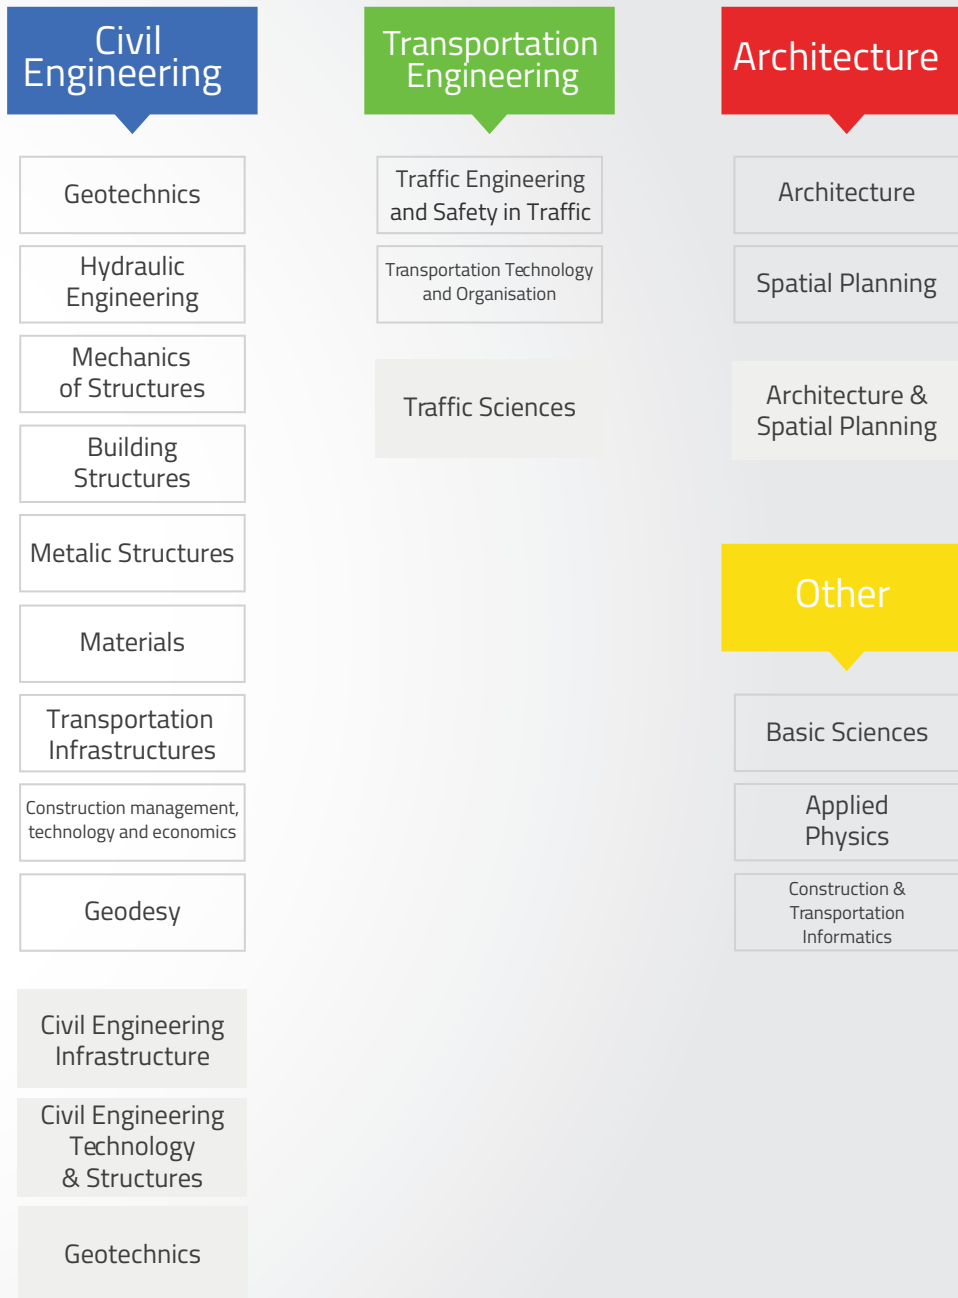 Civil
Engineering
Geotechnics
Hydraulic
Engineering
Mechanics
of Structures
Building
Structures
Metalic Structures
Materials
Transportation
Infrastructures
Construction management,
technology and economics
Geodesy
Civil Engineering
Infrastructure
Civil Engineering
Technology
& Structures
Geotechnics
Transportation
Engineering
Traffic Engineering
and Safety in Traffic
Transportation Technology
and Organisation
Traffic Sciences
Architecture
Architecture
Spatial Planning
Architecture &
Spatial Planning
Other
Basic Sciences
Applied
Physics
Construction &
Transportation
Informatics